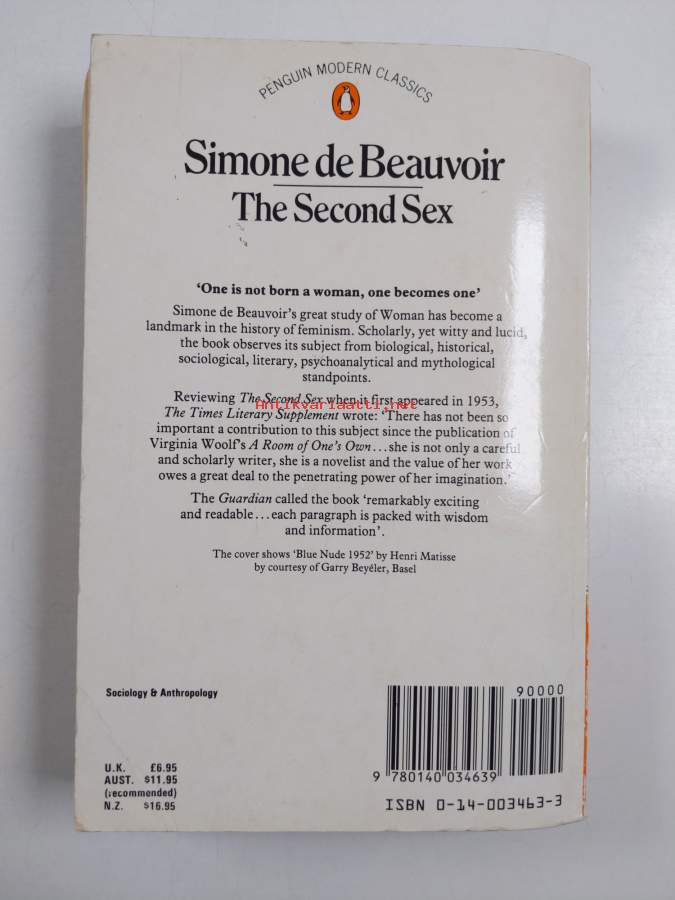 PENGUIN MODERN CLASSICS
Simone de Beauvoir
The Second Sex
‘One is not born a woman, one becomes one’
Simone de Beauvoir’s great study of Woman has become a
landmark in the history of feminism. Scholarly, yet witty and lucid,
the book observes its subject from biological, historical,
sociological, literary, psychoanalytical and mythological
standpoints.
Reviewing The Second Sex when it first appeared in 1953,
Antikvariaatti.net
The Times Literary Supplement wrote: ‘There has not been so
important a contribution to this subject since the publication of
Virginia Woolf’s A Room of One’s Own...she is not only a careful
and scholarly writer, she is a novelist and the value of her work
owes a great deal to the penetrating power of her imagination.’
The Guardian called the book ‘remarkably exciting
and readable...each paragraph is packed with wisdom
and information’.
The cover shows ‘Blue Nude 1952’ by Henri Matisse
by courtesy of Garry Beyéler, Basel
Sociology & Anthropology
90000
U.K. £6.95
AUST. $11.95
(recommended)
N.Z. $16.95
9 780140 034639
ISBN 0-14-003463-3